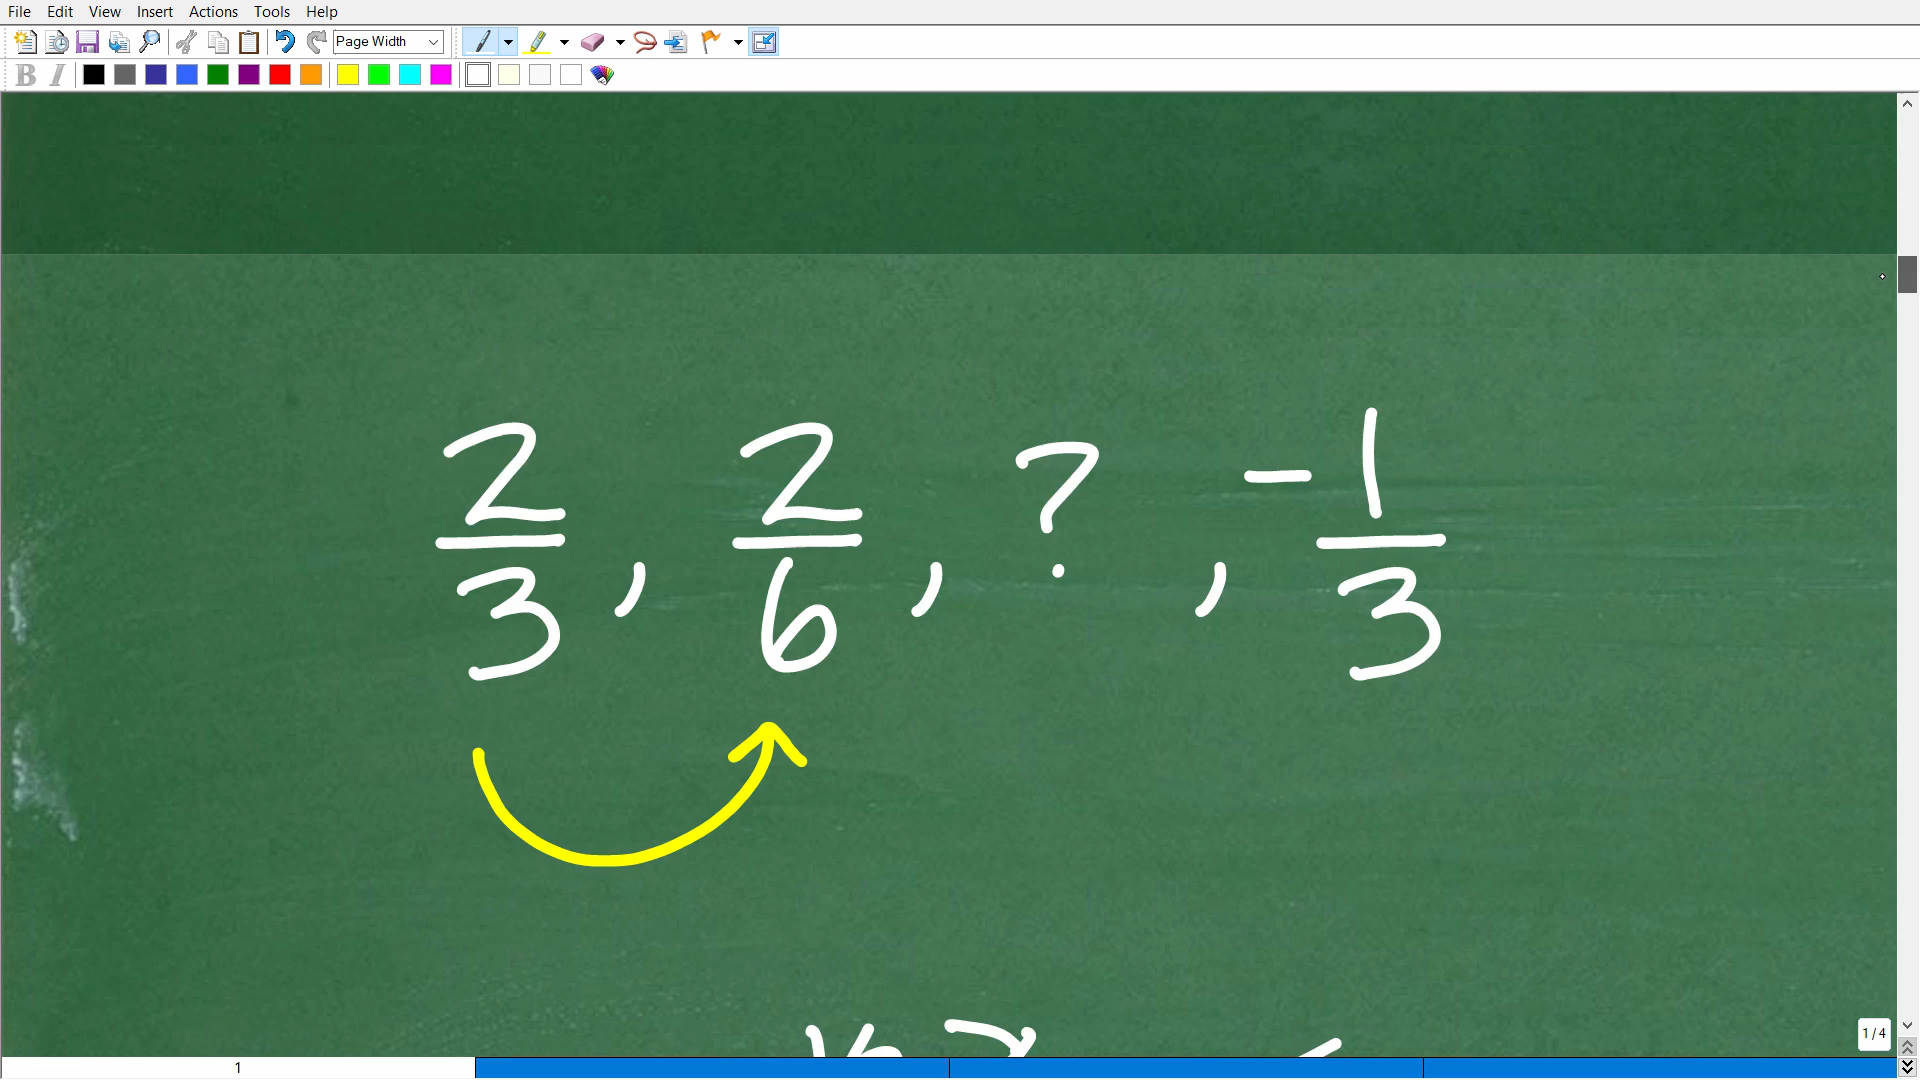 File Edit View Insert Actions Tools Help
Page Width
B I
2/3 , 2/6 , ? , -1/3
1/4
1